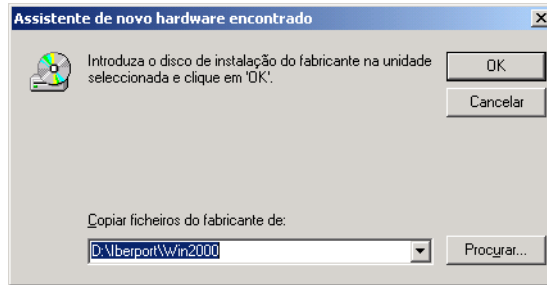 Assistente de novo hardware encontrado
Introduza o disco de instalação do fabricante na unidade
seleccionada e clique em 'OK'.
OK
Cancelar
Copiar ficheiros do fabricante de:
D:\Iberport\Win2000
Procurar...